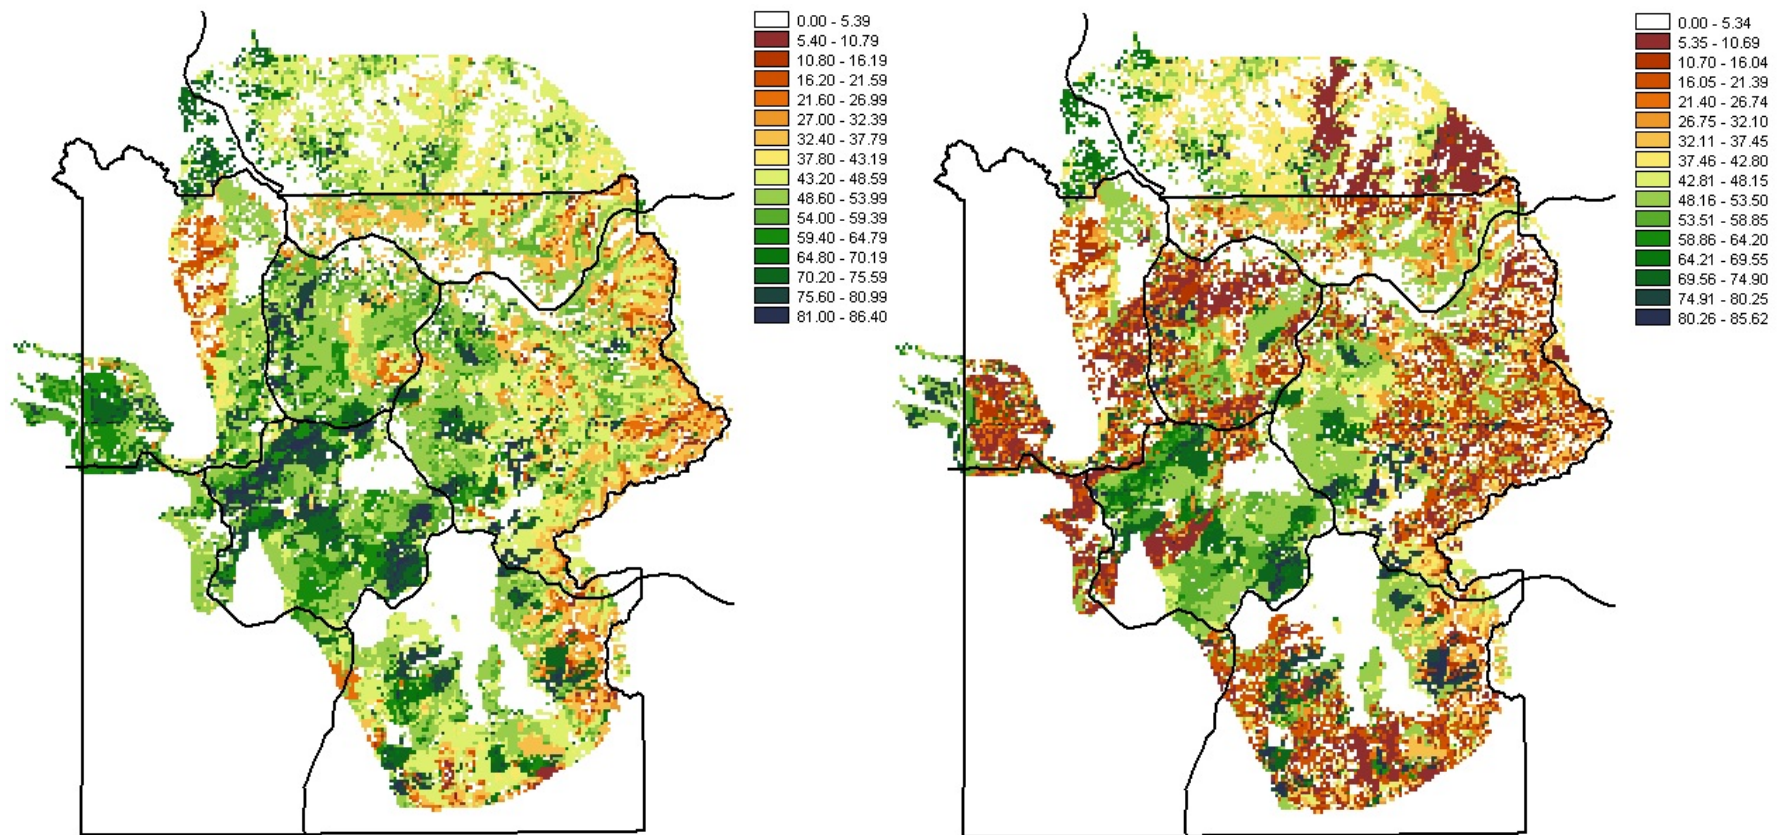 0.00 - 5.39
5.40 - 10.79
10.80 - 16.19
16.20 - 21.59
21.60 - 26.99
27.00 - 32.39
32.40 - 37.79
37.80 - 43.19
43.20 - 48.59
48.60 - 53.99
54.00 - 59.39
59.40 - 64.79
64.80 - 70.19
70.20 - 75.59
75.60 - 80.99
81.00 - 86.40
0.00 - 5.34
5.35 - 10.69
10.70 - 16.04
16.05 - 21.39
21.40 - 26.74
26.75 - 32.10
32.11 - 37.45
37.46 - 42.80
42.81 - 48.15
48.16 - 53.50
53.51 - 58.85
58.86 - 64.20
64.21 - 69.55
69.56 - 74.90
74.91 - 80.25
80.26 - 85.62